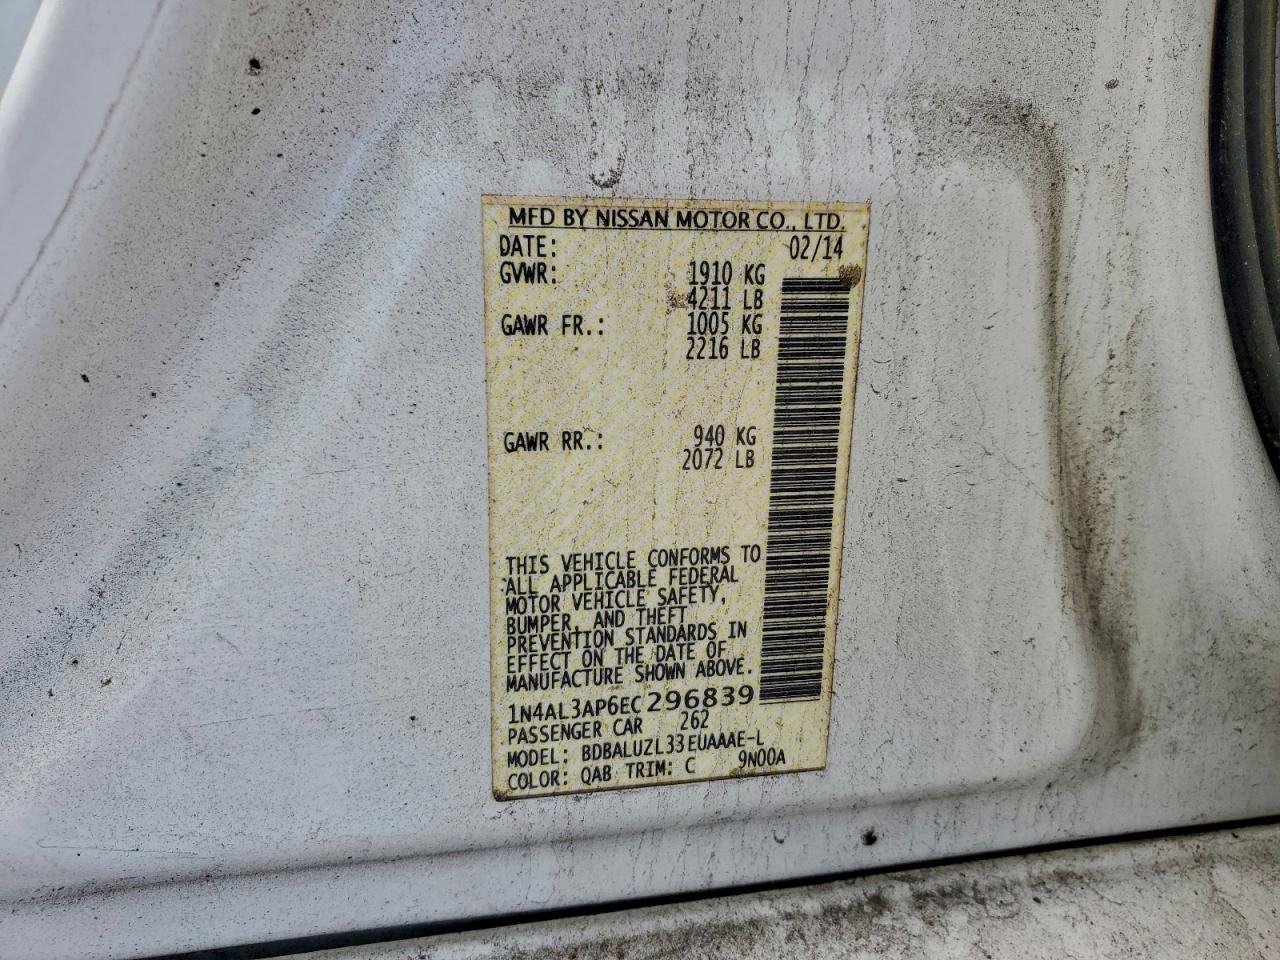 MFD BY NISSAN MOTOR CO., LTD.
DATE: 02/14
GVWR: 1910 KG
4211 LB
GAWR FR.: 1005 KG
2216 LB
GAWR RR.: 940 KG
2072 LB
THIS VEHICLE CONFORMS TO
ALL APPLICABLE FEDERAL
MOTOR VEHICLE SAFETY,
BUMPER, AND THEFT
PREVENTION STANDARDS IN
EFFECT ON THE DATE OF
MANUFACTURE SHOWN ABOVE.
1N4AL3AP6EC296839
PASSENGER CAR 262
MODEL: BDBALUZL33EUAAAE-L
COLOR: QAB TRIM: C 9N00A